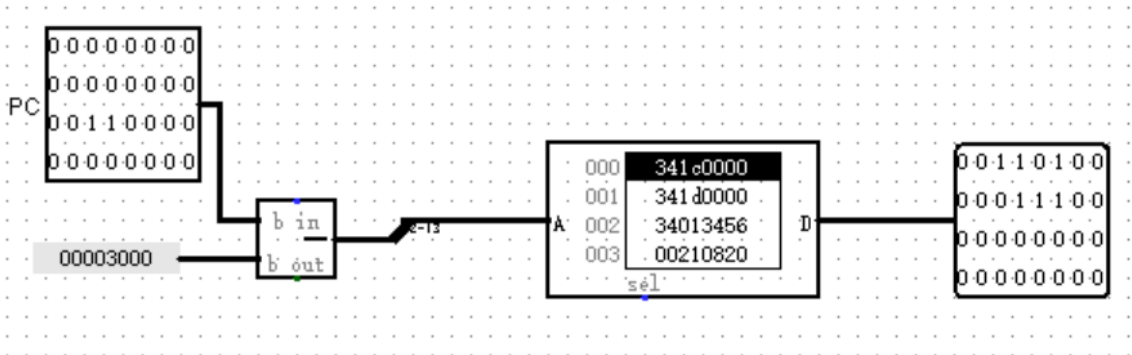 0 0 0 0 0 0 0 0
0 0 0 0 0 0 0 0
PC
0 0 1 1 0 0 0 0
0 0 0 0 0 0 0 0
b in
00003000
b out
2-13
A
000 341c0000
001 341d0000
002 34013456
003 00210820
sel
D
0 0 1 1 0 1 0 0
0 0 0 1 1 1 0 0
0 0 0 0 0 0 0 0
0 0 0 0 0 0 0 0